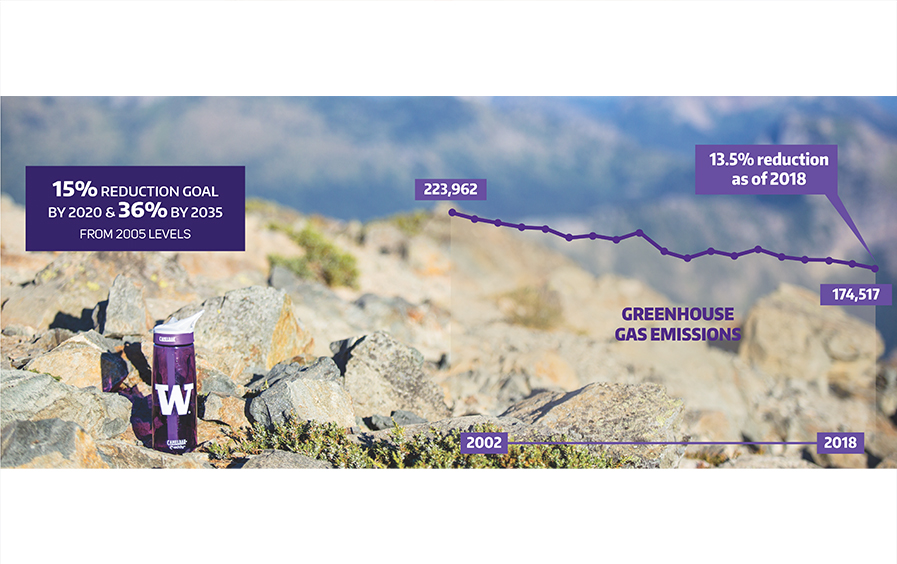 15% REDUCTION GOAL
BY 2020 & 36% BY 2035
FROM 2005 LEVELS
223,962
13.5% reduction
as of 2018
174,517
GREENHOUSE
GAS EMISSIONS
CAMELBAK
W
CAMELBAK
2002
2018